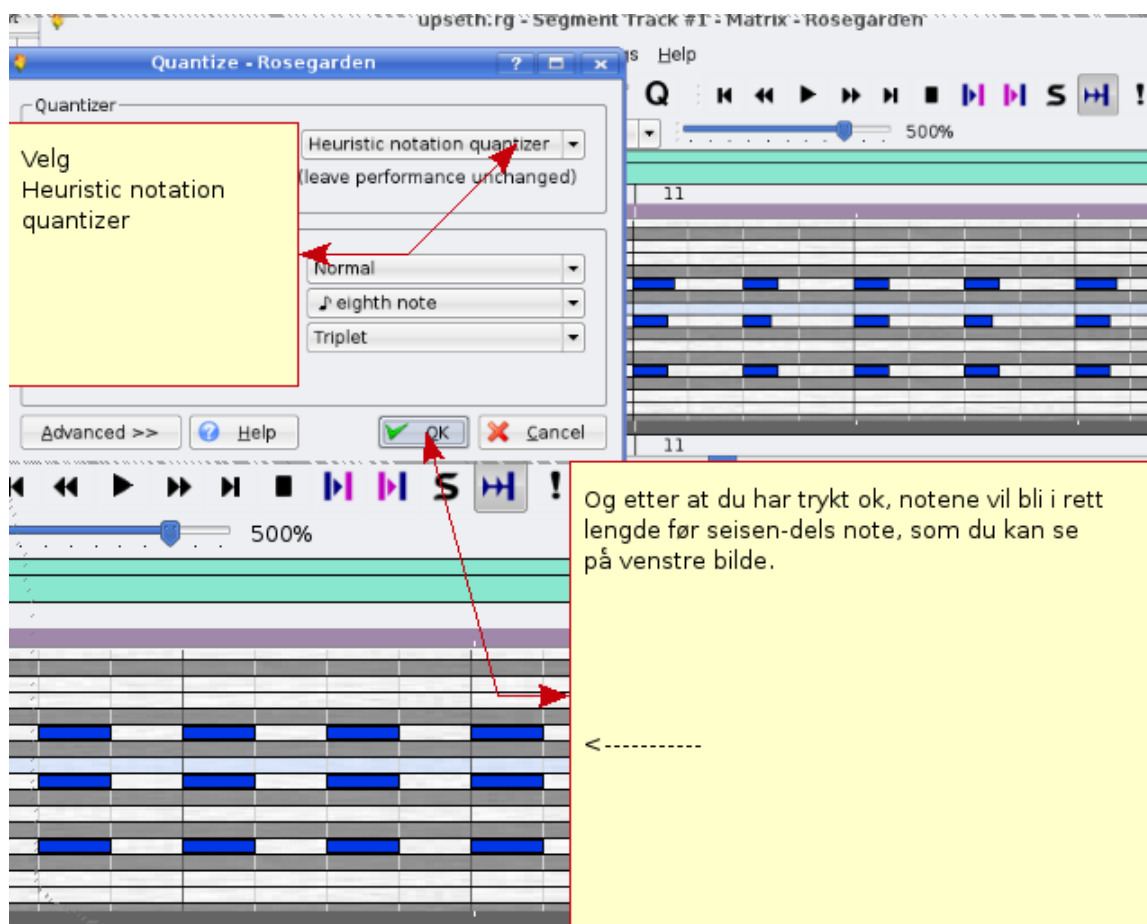 upseth.rg - Segment Track #1 - Matrix - Rosegarden
Quantize - Rosegarden
Help
Quantizer
500%
Velg
Heuristic notation
quantizer
Heuristic notation quantizer
(leave performance unchanged)
11
Normal
eighth note
Triplet
Advanced >>
Help
OK
Cancel
11
500%
Og etter at du har trykt ok, notene vil bli i rett
lengde før seisen-dels note, som du kan se
på venstre bilde.
<-----------